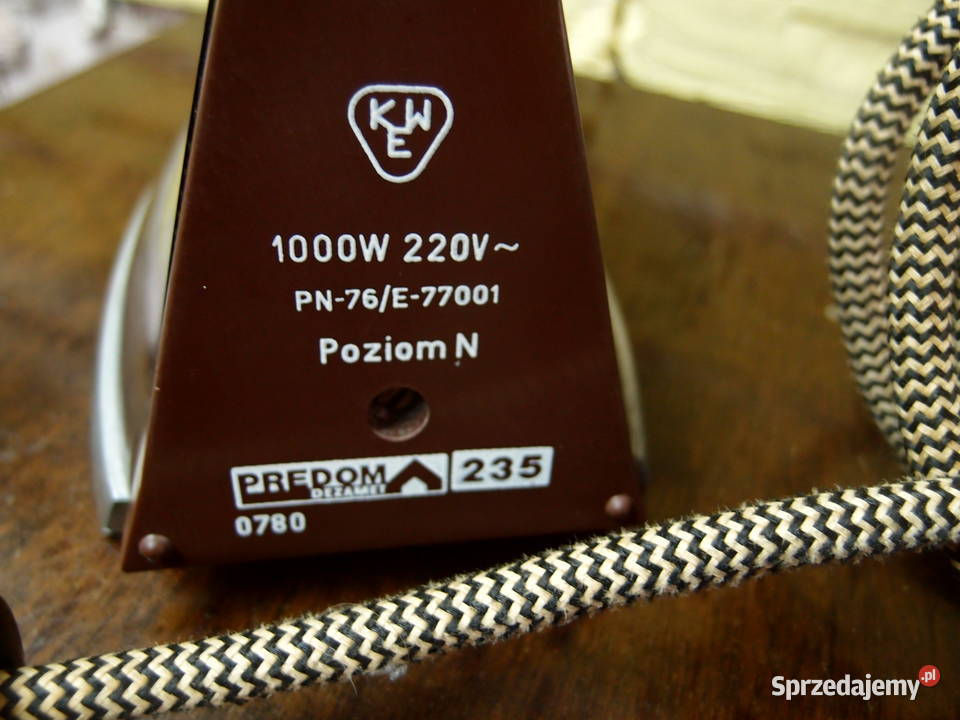 KWE
1000W 220V~
PN-76/E-77001
Poziom N
PREDOM 235
DEZAMET
0780
Sprzedajemy.pl